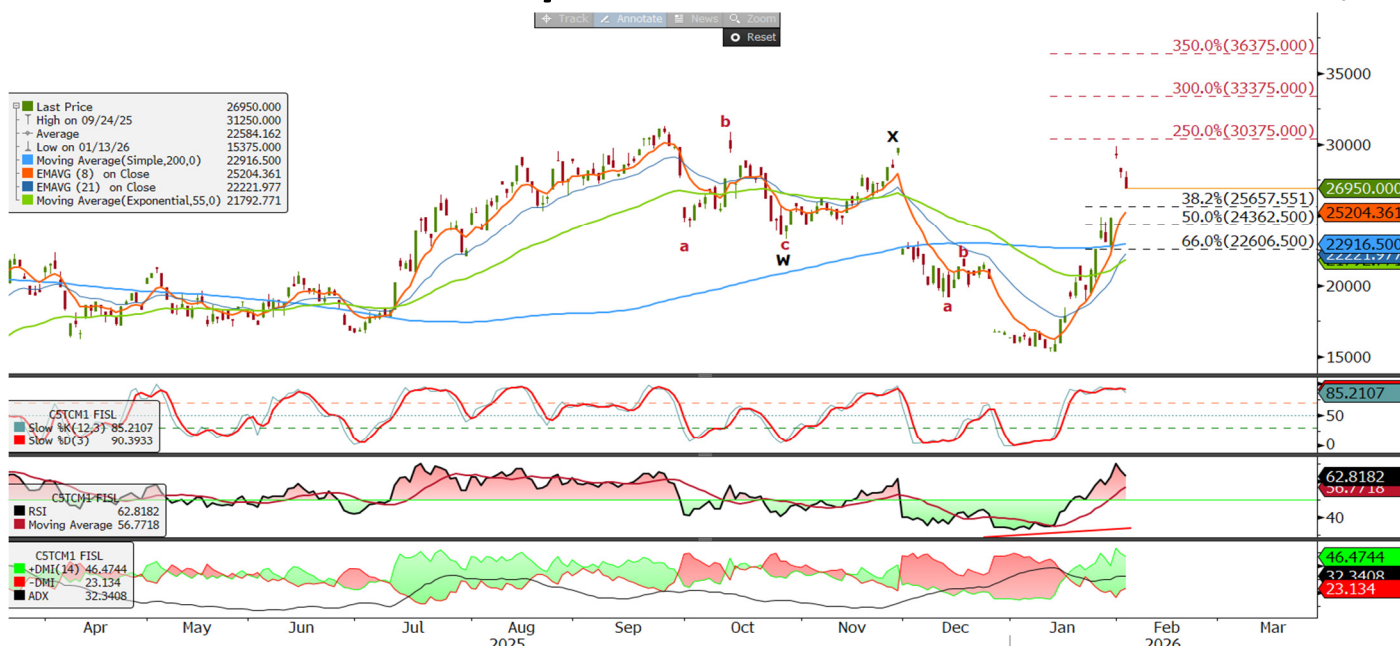 Track Annotate News Zoom
Reset
350.0%(36375.000)
35000
300.0%(33375.000)
250.0%(30375.000)
30000
Last Price 26950.000
High on 09/24/25 31250.000
Average 22584.162
Low on 01/13/26 15375.000
Moving Average(Simple,200,0) 22916.500
EMAVG (8) on Close 25204.361
EMAVG (21) on Close 22221.977
Moving Average(Exponential,55,0) 21792.771
b
X
a
c
W
b
a
26950.000
38.2%(25657.551)
25204.361
50.0%(24362.500)
66.0%(22606.500)
22916.500
22221.977
20000
15000
C5TCM1 FISL
Slow %K(12,3) 85.2107
Slow %D(3) 90.3933
85.2107
50
0
C5TCM1 FISL
RSI 62.8182
Moving Average 56.7718
62.8182
56.7718
40
C5TCM1 FISL
+DMI(14) 46.4744
-DMI 23.134
ADX 32.3408
46.4744
32.3408
23.134
Apr May Jun Jul Aug Sep Oct Nov Dec Jan Feb Mar
2025 2026